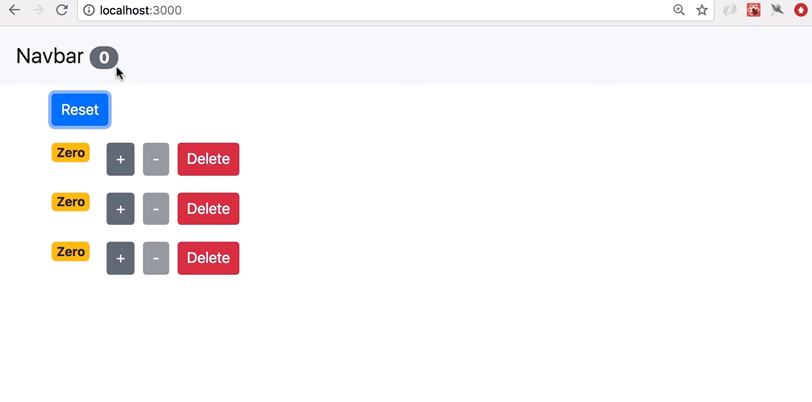 localhost:3000
Navbar 0
Reset
Zero + - Delete
Zero + - Delete
Zero + - Delete